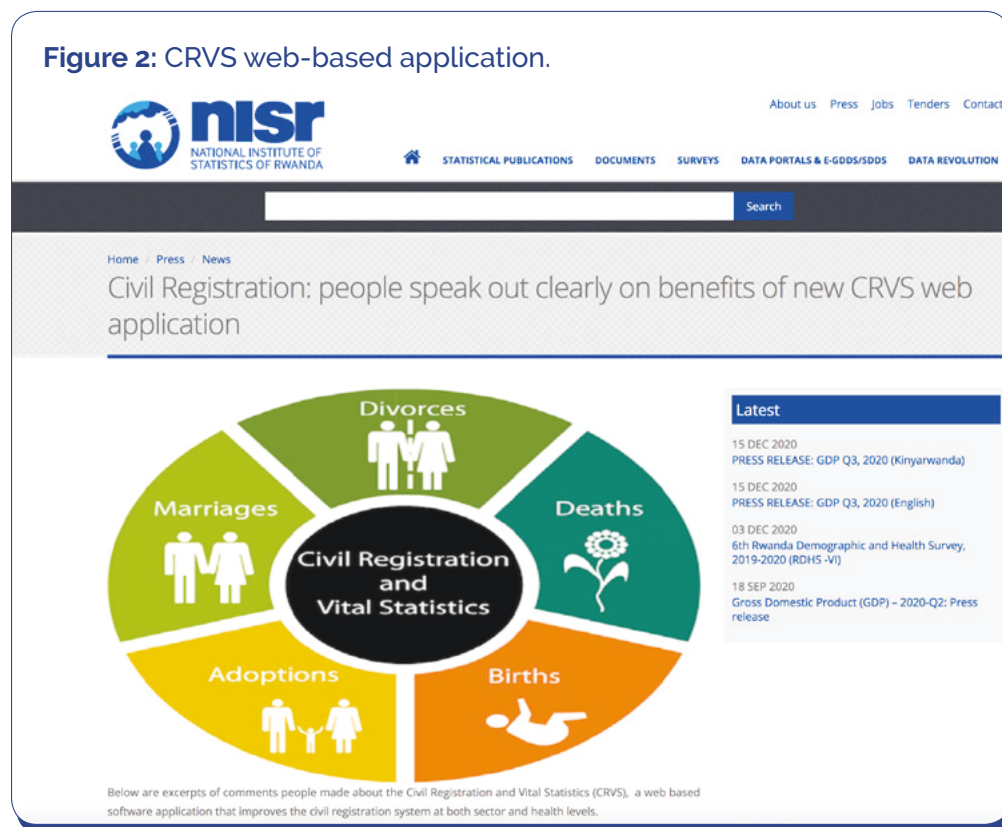 Figure 2: CRVS web-based application.
About us Press Jobs Tenders Contact
nisr
NATIONAL INSTITUTE OF
STATISTICS OF RWANDA
STATISTICAL PUBLICATIONS DOCUMENTS SURVEYS DATA PORTALS & E-GDDS/SDDS DATA REVOLUTION
Search
Home / Press / News
Civil Registration: people speak out clearly on benefits of new CRVS web
application
Divorces
Marriages
Deaths
Civil Registration
and
Vital Statistics
Adoptions
Births
Latest
15 DEC 2020
PRESS RELEASE: GDP Q3, 2020 (Kinyarwanda)
15 DEC 2020
PRESS RELEASE: GDP Q3, 2020 (English)
03 DEC 2020
6th Rwanda Demographic and Health Survey,
2019-2020 (RDHS -VI)
18 SEP 2020
Gross Domestic Product (GDP) – 2020-Q2: Press
release
Below are excerpts of comments people made about the Civil Registration and Vital Statistics (CRVS), a web based
software application that improves the civil registration system at both sector and health levels.